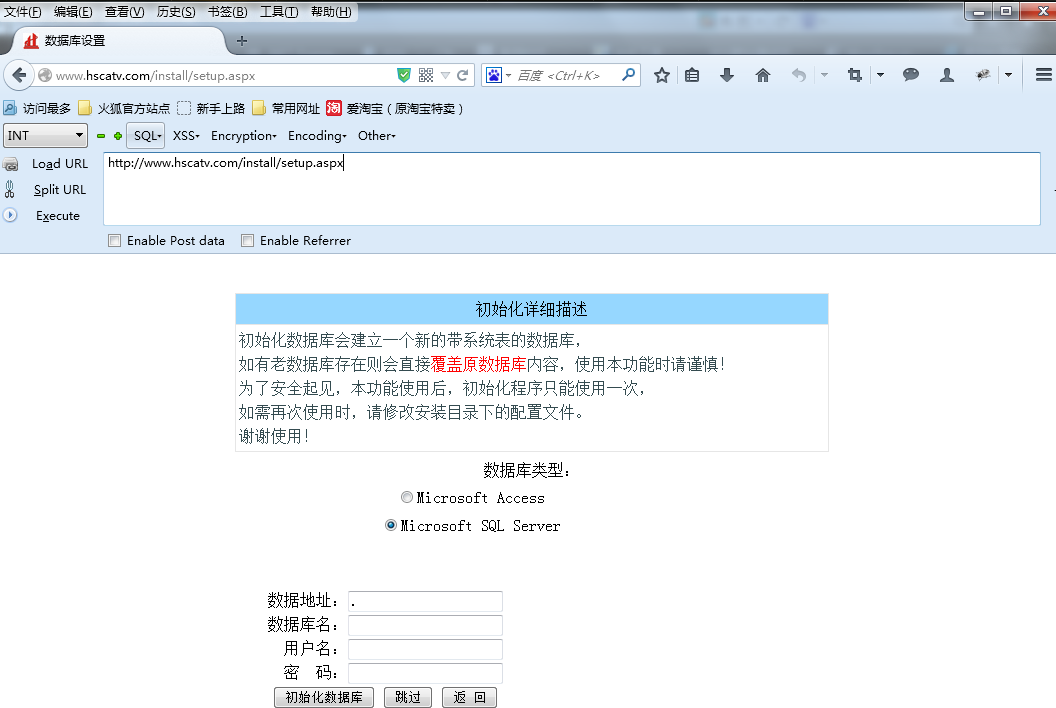 文件(F) 编辑(E) 查看(V) 历史(S) 书签(B) 工具(T) 帮助(H)
数据库设置
www.hscatv.com/install/setup.aspx
百度 <Ctrl+K>
访问最多 火狐官方站点 新手上路 常用网址 淘 爱淘宝（原淘宝特卖）
INT SQL XSS Encryption Encoding Other
Load URL http://www.hscatv.com/install/setup.aspx
Split URL
Execute
Enable Post data Enable Referrer
初始化详细描述
初始化数据库会建立一个新的带系统表的数据库，
如有老数据库存在则会直接覆盖原数据库内容，使用本功能时请谨慎！
为了安全起见，本功能使用后，初始化程序只能使用一次，
如需再次使用时，请修改安装目录下的配置文件。
谢谢使用！
数据库类型：
Microsoft Access
Microsoft SQL Server
数据地址： .
数据库名：
用户名：
密 码：
初始化数据库 跳过 返 回